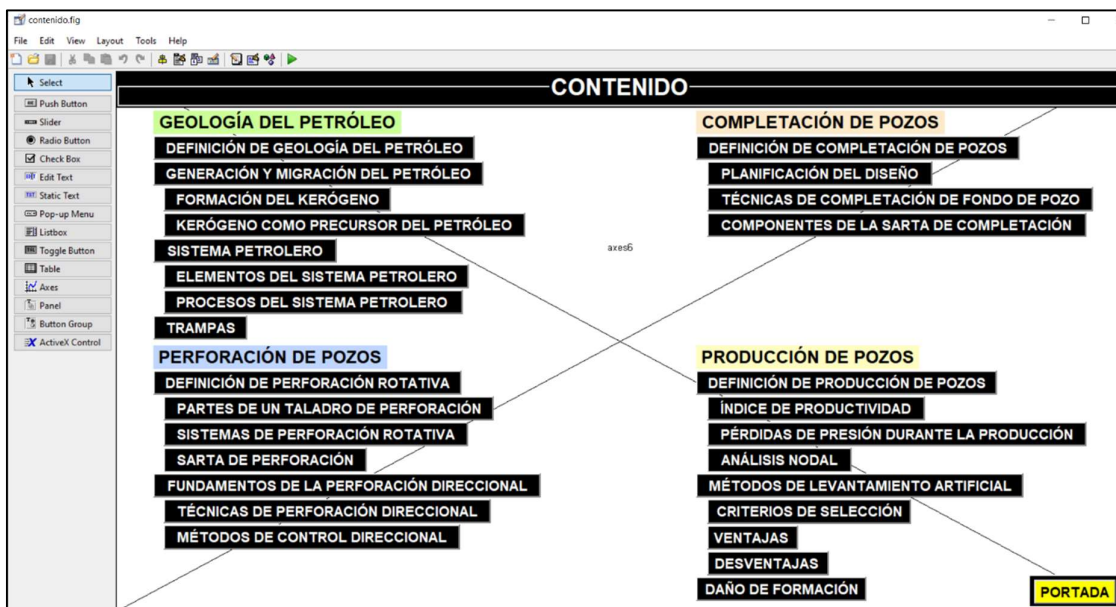 contenido.fig
File Edit View Layout Tools Help
Select
Push Button
Slider
Radio Button
Check Box
Edit Text
Static Text
Pop-up Menu
Listbox
Toggle Button
Table
Axes
Panel
Button Group
ActiveX Control
CONTENIDO
GEOLOGÍA DEL PETRÓLEO
DEFINICIÓN DE GEOLOGÍA DEL PETRÓLEO
GENERACIÓN Y MIGRACIÓN DEL PETRÓLEO
FORMACIÓN DEL KERÓGENO
KERÓGENO COMO PRECURSOR DEL PETRÓLEO
SISTEMA PETROLERO
ELEMENTOS DEL SISTEMA PETROLERO
PROCESOS DEL SISTEMA PETROLERO
TRAMPAS
COMPLETACIÓN DE POZOS
DEFINICIÓN DE COMPLETACIÓN DE POZOS
PLANIFICACIÓN DEL DISEÑO
TÉCNICAS DE COMPLETACIÓN DE FONDO DE POZO
COMPONENTES DE LA SARTA DE COMPLETACIÓN
axes6
PERFORACIÓN DE POZOS
DEFINICIÓN DE PERFORACIÓN ROTATIVA
PARTES DE UN TALADRO DE PERFORACIÓN
SISTEMAS DE PERFORACIÓN ROTATIVA
SARTA DE PERFORACIÓN
FUNDAMENTOS DE LA PERFORACIÓN DIRECCIONAL
TÉCNICAS DE PERFORACIÓN DIRECCIONAL
MÉTODOS DE CONTROL DIRECCIONAL
PRODUCCIÓN DE POZOS
DEFINICIÓN DE PRODUCCIÓN DE POZOS
ÍNDICE DE PRODUCTIVIDAD
PÉRDIDAS DE PRESIÓN DURANTE LA PRODUCCIÓN
ANÁLISIS NODAL
MÉTODOS DE LEVANTAMIENTO ARTIFICIAL
CRITERIOS DE SELECCIÓN
VENTAJAS
DESVENTAJAS
DAÑO DE FORMACIÓN
PORTADA